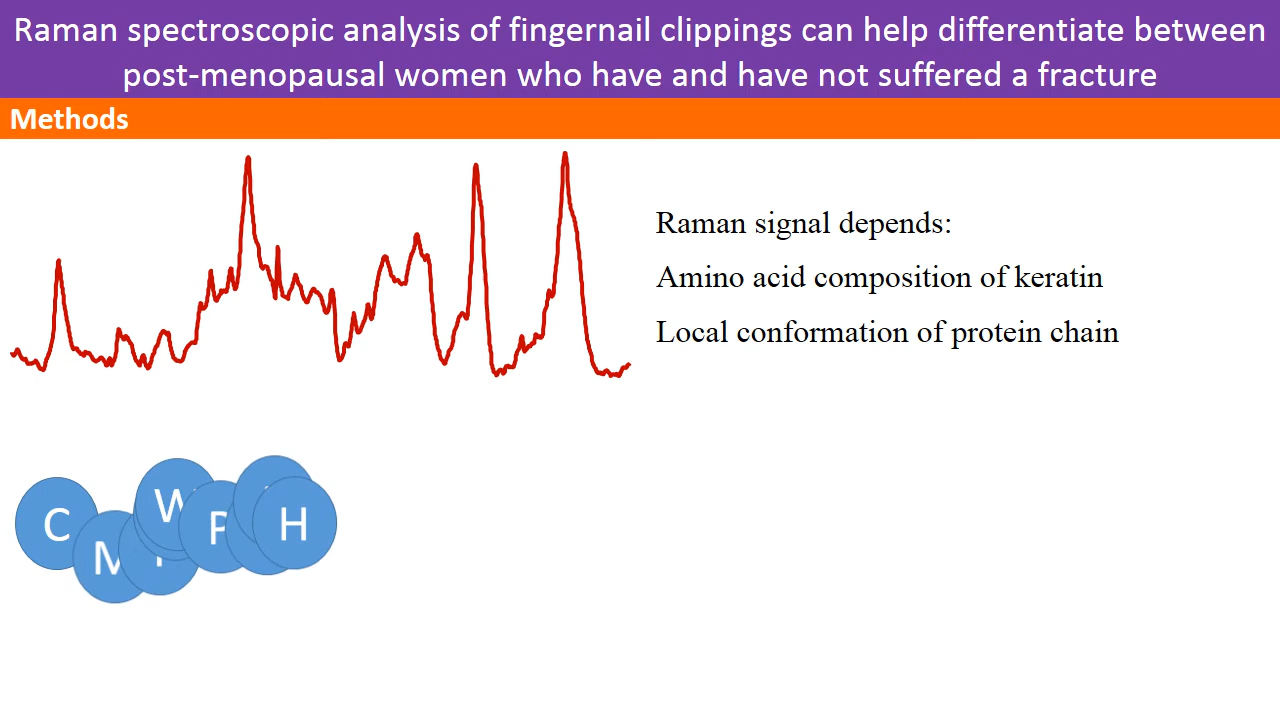 Raman spectroscopic analysis of fingernail clippings can help differentiate between
post-menopausal women who have and have not suffered a fracture
Methods
Raman signal depends:
Amino acid composition of keratin
Local conformation of protein chain
C
M
W
P
H